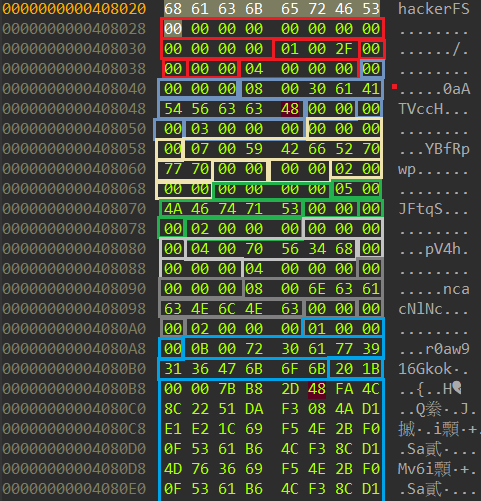 0000000000408020 68 61 63 6B 65 72 46 53 hackerFS
0000000000408028 00 00 00 00 00 00 00 00 ........
0000000000408030 00 00 00 00 01 00 2F 00 ....../.
0000000000408038 00 00 00 04 00 00 00 00 ........
0000000000408040 00 00 00 08 00 30 61 41 .....0aA
0000000000408048 54 56 63 63 48 00 00 00 TVccH...
0000000000408050 00 03 00 00 00 00 00 00 ........
0000000000408058 00 07 00 59 42 66 52 70 ...YBfRp
0000000000408060 77 70 00 00 00 00 02 00 wp......
0000000000408068 00 00 00 00 00 00 05 00 ........
0000000000408070 4A 46 74 71 53 00 00 00 JFtqS...
0000000000408078 00 02 00 00 00 00 00 00 ........
0000000000408080 00 04 00 70 56 34 68 00 ...pV4h.
0000000000408088 00 00 00 04 00 00 00 00 ........
0000000000408090 00 00 00 08 00 6E 63 61 .....nca
0000000000408098 63 4E 6C 4E 63 00 00 00 cNlNc...
00000000004080A0 00 02 00 00 00 01 00 00 ........
00000000004080A8 00 0B 00 72 30 61 77 39 ...r0aw9
00000000004080B0 31 36 47 6B 6F 6B 20 1B 16Gkok·.
00000000004080B8 00 00 7B B8 2D 48 FA 4C
00000000004080C0 8C 22 51 DA F3 08 4A D1
00000000004080C8 E1 E2 1C 69 F5 4E 2B F0
00000000004080D0 0F 53 61 B6 4C F3 8C D1 .Sa貳·..
00000000004080D8 4D 76 36 69 F5 4E 2B F0
00000000004080E0 0F 53 61 B6 4C F3 8C D1 .Sa貳·..